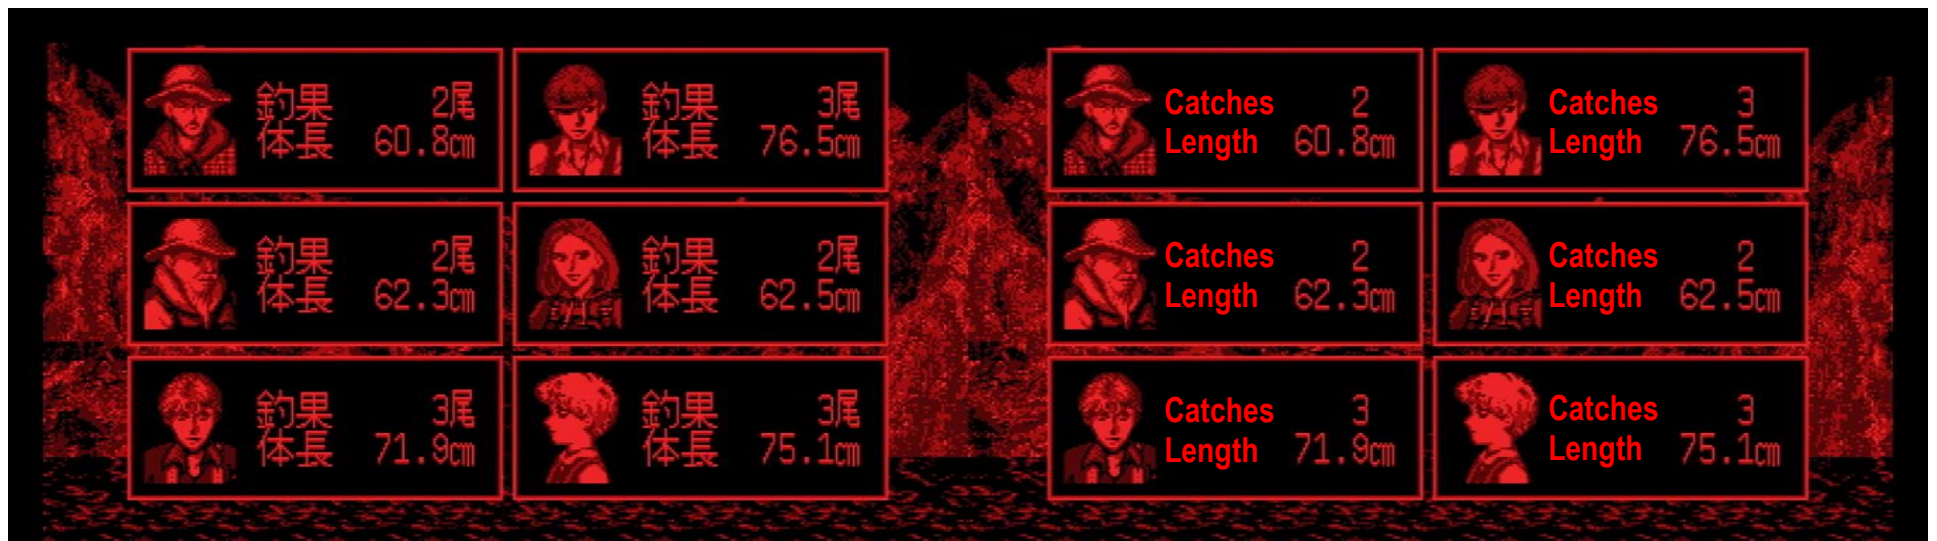 釣果 2尾
体長 60.8cm
釣果 3尾
体長 76.5cm
Catches 2
Length 60.8cm
Catches 3
Length 76.5cm
釣果 2尾
体長 62.3cm
釣果 2尾
体長 62.5cm
Catches 2
Length 62.3cm
Catches 2
Length 62.5cm
釣果 3尾
体長 71.9cm
釣果 3尾
体長 75.1cm
Catches 3
Length 71.9cm
Catches 3
Length 75.1cm